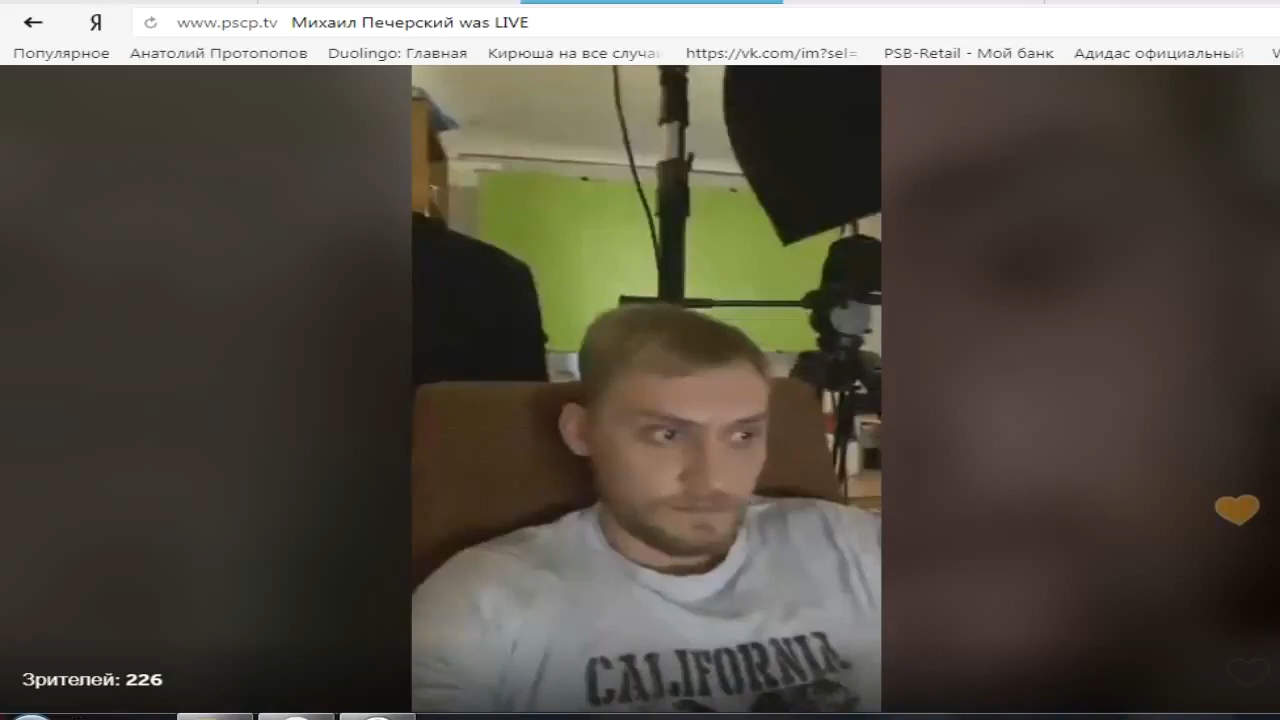 Я www.pscp.tv Михаил Печерский was LIVE
Популярное Анатолий Протопопов Duolingo: Главная Кирюша на все случаи https://vk.com/im?sel= PSB-Retail - Мой банк Адидас официальный
CALIFORNIA
Зрителей: 226